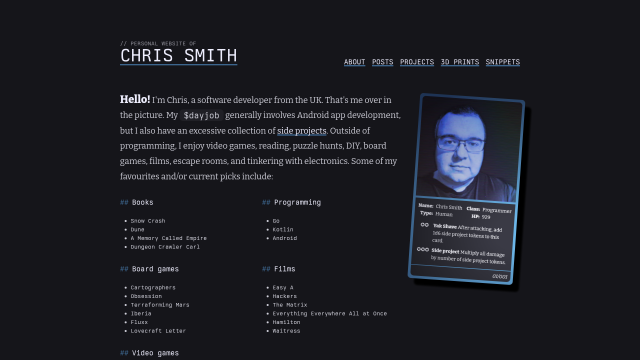 // PERSONAL WEBSITE OF
CHRIS SMITH
ABOUT POSTS PROJECTS 3D PRINTS SNIPPETS
Hello! I'm Chris, a software developer from the UK. That's me over in
the picture. My $dayjob generally involves Android app development,
but I also have an excessive collection of side projects. Outside of
programming, I enjoy video games, reading, puzzle hunts, DIY, board
games, films, escape rooms, and tinkering with electronics. Some of my
favourites and/or current picks include:
## Books
Snow Crash
Dune
A Memory Called Empire
Dungeon Crawler Carl
## Programming
Go
Kotlin
Android
## Board games
Cartographers
Obsession
Terraforming Mars
Iberia
Fluxx
Lovecraft Letter
## Films
Easy A
Hackers
The Matrix
Everything Everywhere All at Once
Hamilton
Waitress
## Video games
Name: Chris Smith Class: Programmer
Type: Human HP:
Yak Shave After attacking, add
side project tokens to this
card.
Side project Multiply all damage
by number of side project tokens.